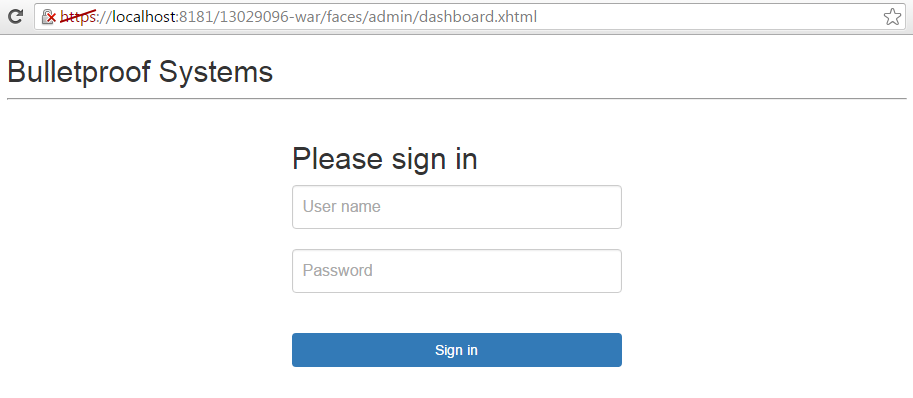 https://localhost:8181/13029096-war/faces/admin/dashboard.xhtml
Bulletproof Systems
Please sign in
User name
Password
Sign in